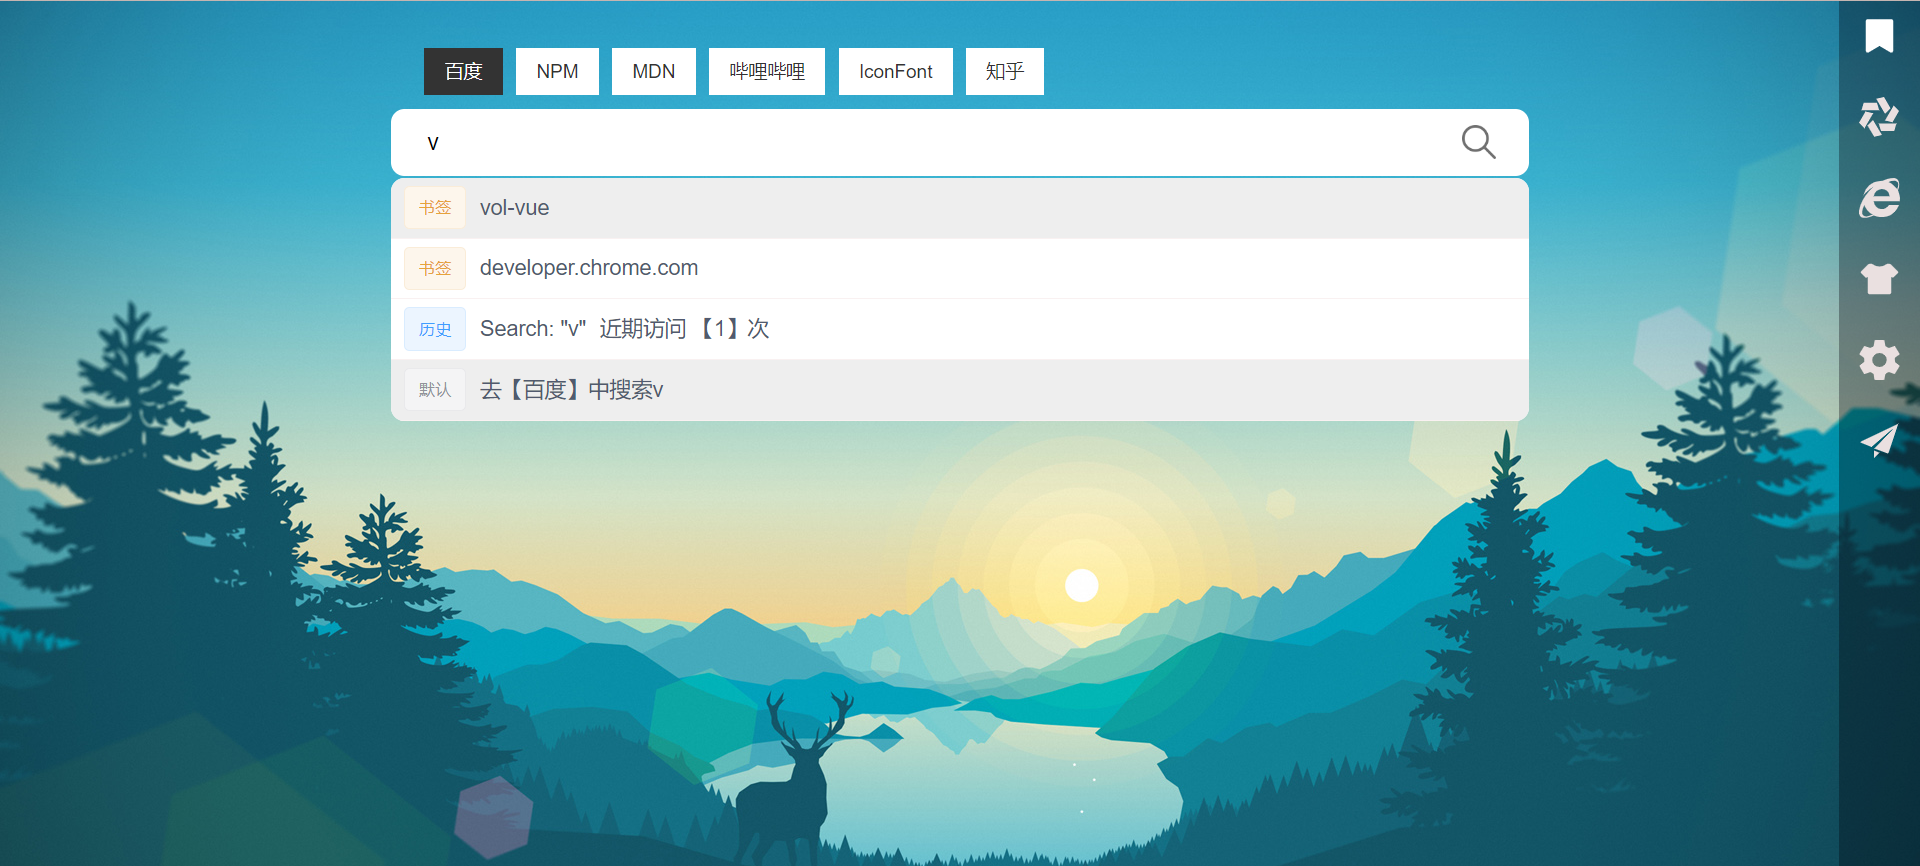 百度 NPM MDN 哔哩哔哩 IconFont 知乎
v
书签 vol-vue
书签 developer.chrome.com
历史 Search: "v" 近期访问 【1】次
默认 去【百度】中搜索v